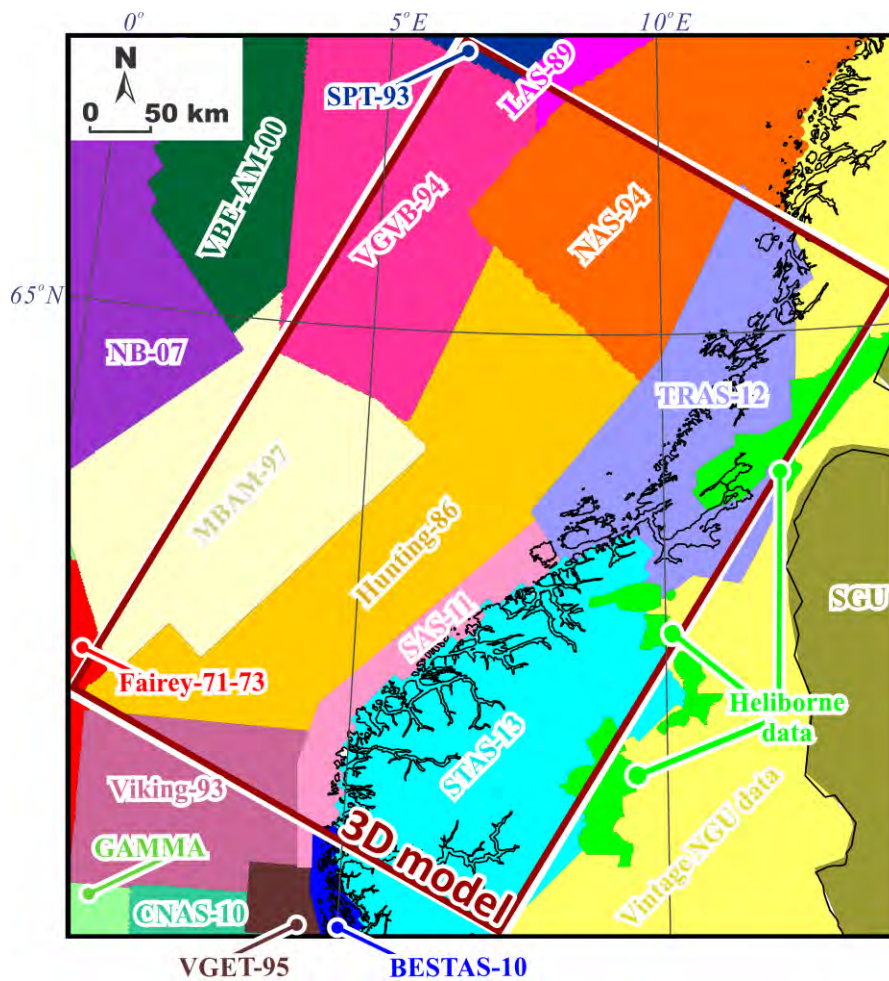 0° 5°E 10°E
N
0 50 km
SPT-93
LAS-89
VBE-AM-00
VGVB-94
NAS-94
65°N
NB-07
TRAS-12
MBAM-97
Hunting-86
SAS-11
SGU
Fairey-71-73
Heliborne
data
STAS-13
Viking-93
3D model
Vintage NGU data
GAMMA
CNAS-10
VGET-95
BESTAS-10